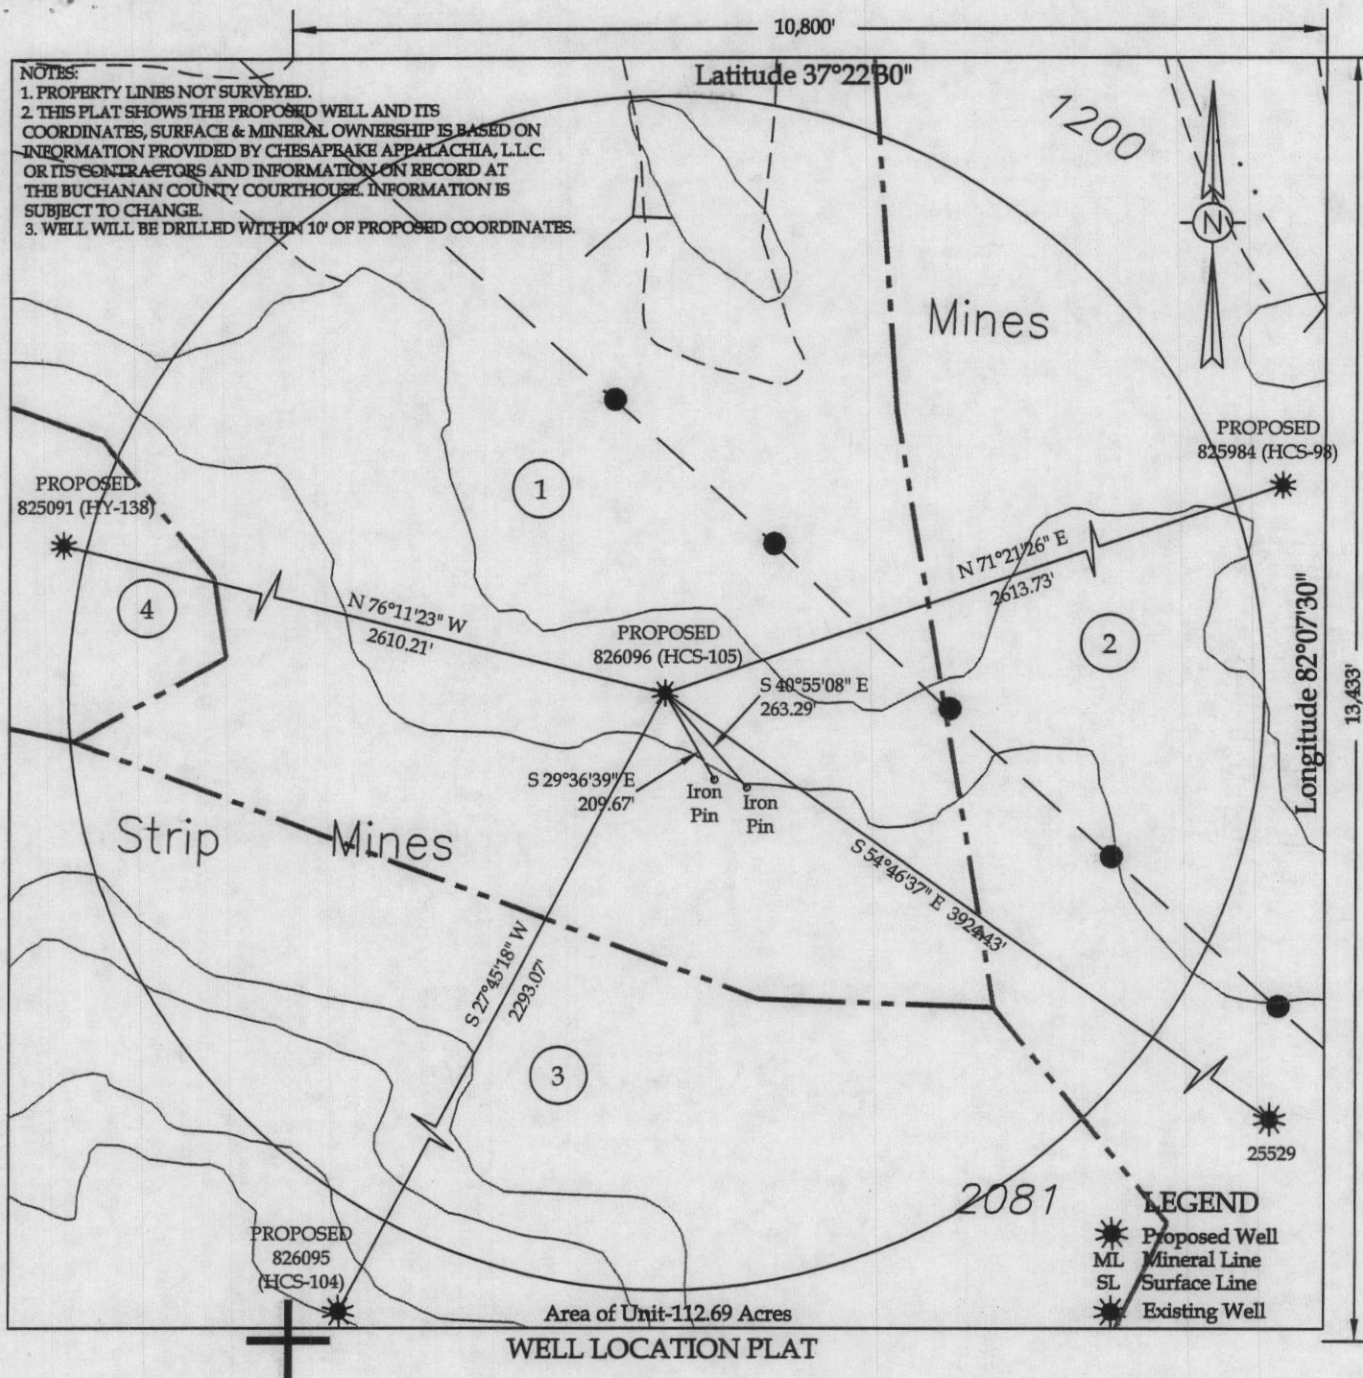 10,800'
Latitude 37°22'30"
NOTES:
1. PROPERTY LINES NOT SURVEYED.
2. THIS PLAT SHOWS THE PROPOSED WELL AND ITS
COORDINATES, SURFACE & MINERAL OWNERSHIP IS BASED ON
INFORMATION PROVIDED BY CHESAPEAKE APPALACHIA, L.L.C.
OR ITS CONTRACTORS AND INFORMATION ON RECORD AT
THE BUCHANAN COUNTY COURTHOUSE. INFORMATION IS
SUBJECT TO CHANGE.
3. WELL WILL BE DRILLED WITHIN 10' OF PROPOSED COORDINATES.
1200
N
Mines
PROPOSED
825984 (HCS-98)
PROPOSED
825091 (HY-138)
1
N 71°21'26" E
2613.73'
4
N 76°11'23" W
2610.21'
PROPOSED
826096 (HCS-105)
2
Longitude 82°07'30"
13,433'
S 40°55'08" E
263.29'
S 29°36'39" E
209.67'
Iron
Pin
Iron
Pin
Strip Mines
S 54°46'37" E 3924.43'
S 27°45'18" W
2293.07'
3
25529
2081
PROPOSED
826095
(HCS-104)
LEGEND
Proposed Well
ML Mineral Line
SL Surface Line
Existing Well
Area of Unit-112.69 Acres
WELL LOCATION PLAT